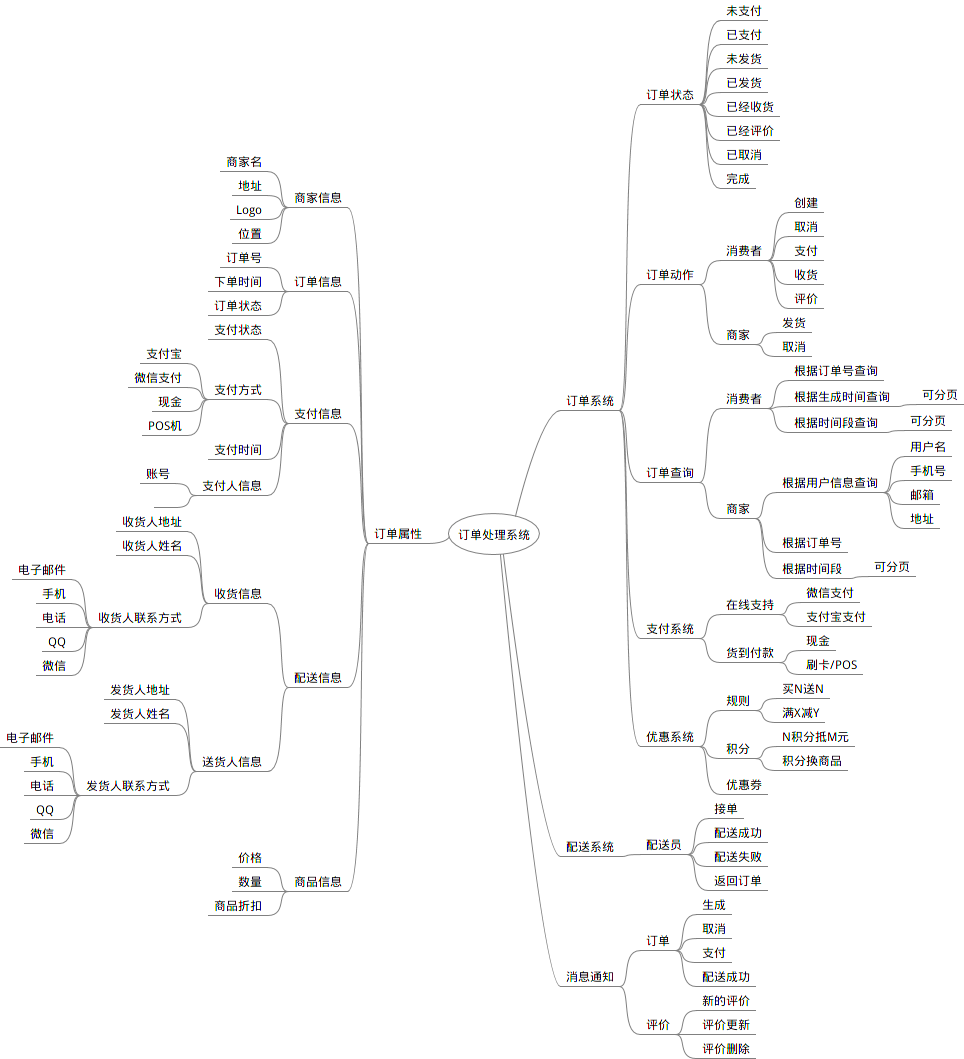 订单处理系统
订单系统
订单状态
未支付
已支付
未发货
已发货
已经收货
已经评价
已取消
完成
订单动作
消费者
创建
取消
支付
收货
评价
商家
发货
取消
订单查询
消费者
根据订单号查询
根据生成时间查询
可分页
根据时间段查询
可分页
商家
根据用户信息查询
用户名
手机号
邮箱
地址
根据订单号
根据时间段
可分页
支付系统
在线支持
微信支付
支付宝支付
货到付款
现金
刷卡/POS
优惠系统
规则
买N送N
满X减Y
积分
N积分抵M元
积分换商品
优惠券
配送系统
配送员
接单
配送成功
配送失败
返回订单
消息通知
订单
生成
取消
支付
配送成功
评价
新的评价
评价更新
评价删除
订单属性
商家信息
商家名
地址
Logo
位置
订单信息
订单号
下单时间
订单状态
支付信息
支付状态
支付方式
支付宝
微信支付
现金
POS机
支付时间
支付人信息
账号
配送信息
收货信息
收货人地址
收货人姓名
收货人联系方式
电子邮件
手机
电话
QQ
微信
送货人信息
发货人地址
发货人姓名
发货人联系方式
电子邮件
手机
电话
QQ
微信
商品信息
价格
数量
商品折扣